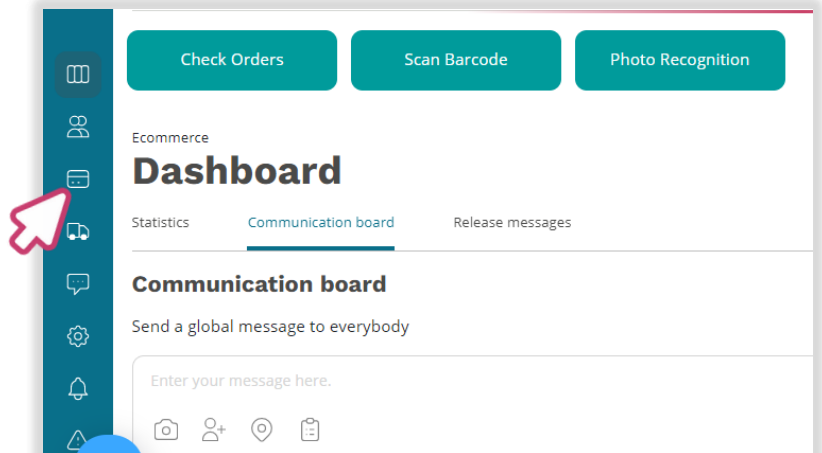 Check Orders Scan Barcode Photo Recognition
Ecommerce
Dashboard
Statistics Communication board Release messages
Communication board
Send a global message to everybody
Enter your message here.